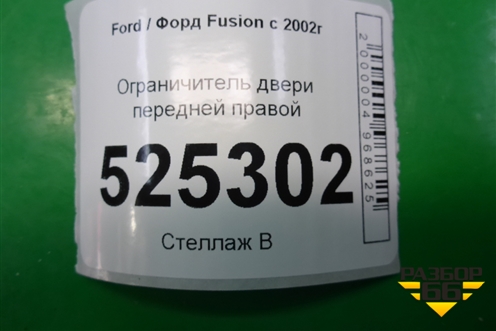 Ford / Форд Fusion с 2002г
Ограничитель двери
передней правой
525302
Стеллаж В
2000004968625
РАЗБОР
66